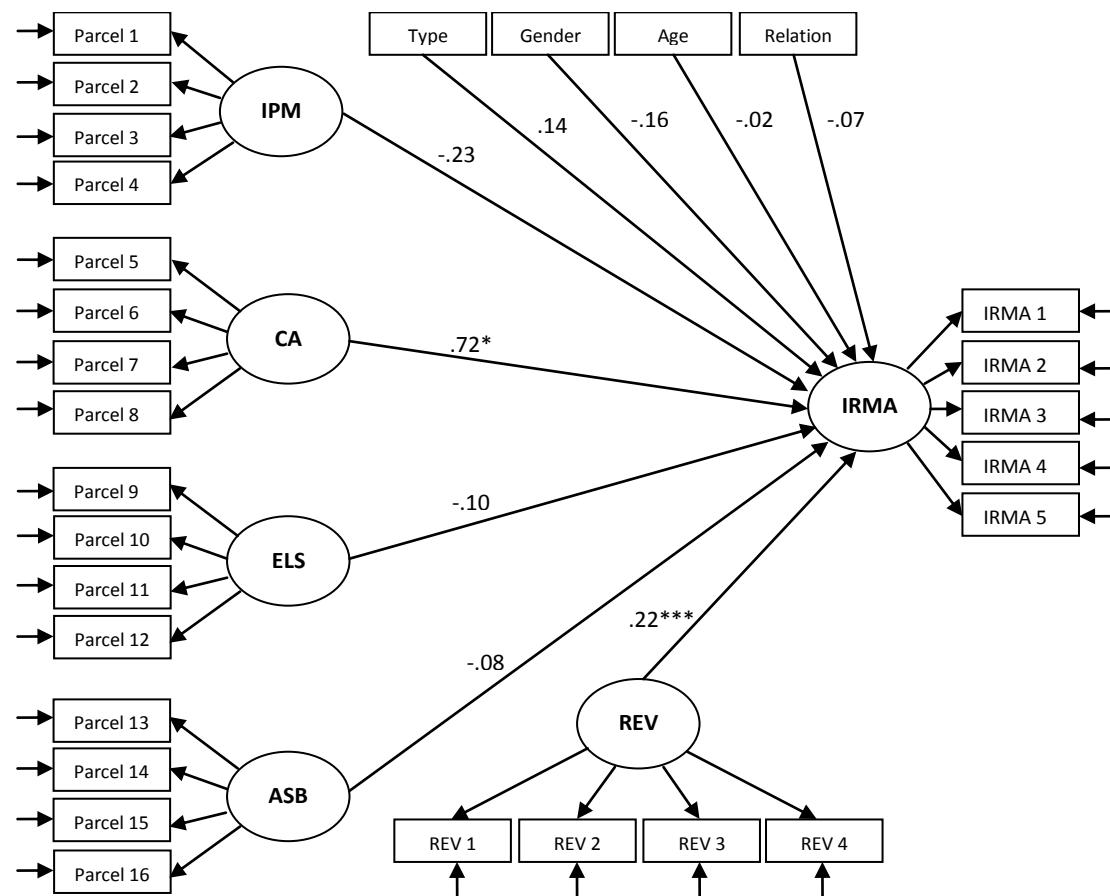 Parcel 1
Parcel 2
Parcel 3
Parcel 4
IPM
Type
Gender
Age
Relation
-.23
.14
-.16
-.02
-.07
Parcel 5
Parcel 6
Parcel 7
Parcel 8
CA
.72*
IRMA
IRMA 1
IRMA 2
IRMA 3
IRMA 4
IRMA 5
Parcel 9
Parcel 10
Parcel 11
Parcel 12
ELS
-.10
Parcel 13
Parcel 14
Parcel 15
Parcel 16
ASB
-.08
.22***
REV
REV 1
REV 2
REV 3
REV 4